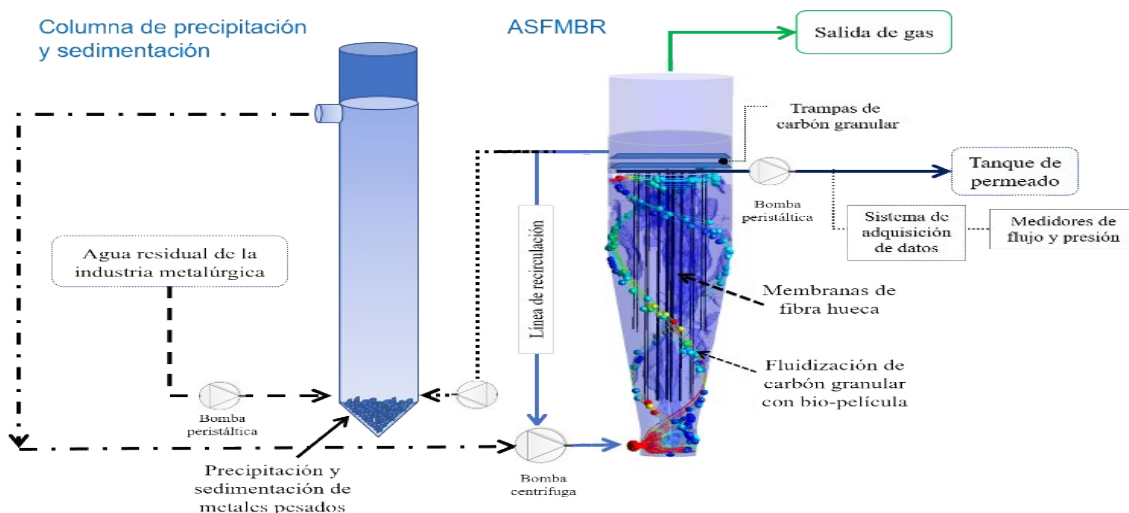 Columna de precipitación
y sedimentación
ASFMBR
Salida de gas
Trampas de
carbón granular
Tanque de
permeado
Bomba
peristáltica
Sistema de
adquisición
de datos
Medidores de
flujo y presión
Agua residual de la
industria metalúrgica
Línea de recirculación
Membranas de
fibra hueca
Fluidización de
carbón granular
con bio-película
Bomba
peristáltica
Precipitación y
sedimentación de
metales pesados
Bomba
centrífuga